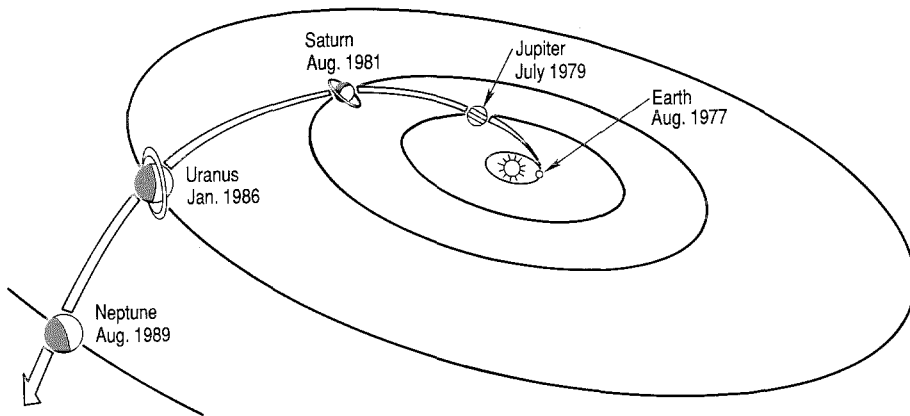 Saturn
Aug. 1981
Jupiter
July 1979
Earth
Aug. 1977
Uranus
Jan. 1986
Neptune
Aug. 1989